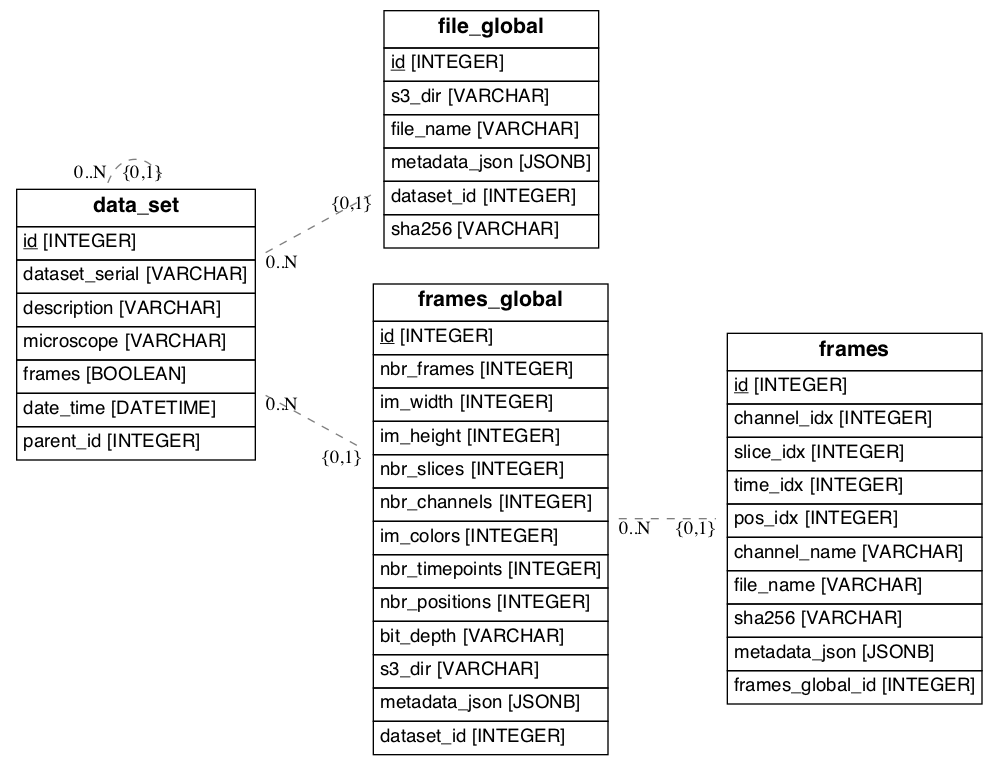 file_global
id [INTEGER]
s3_dir [VARCHAR]
file_name [VARCHAR]
metadata_json [JSONB]
dataset_id [INTEGER]
sha256 [VARCHAR]
0..N {0,1}
data_set
id [INTEGER]
dataset_serial [VARCHAR]
description [VARCHAR]
microscope [VARCHAR]
frames [BOOLEAN]
date_time [DATETIME]
parent_id [INTEGER]
{0,1}
0..N
0..N
{0,1}
frames_global
id [INTEGER]
nbr_frames [INTEGER]
im_width [INTEGER]
im_height [INTEGER]
nbr_slices [INTEGER]
nbr_channels [INTEGER]
im_colors [INTEGER]
nbr_timepoints [INTEGER]
nbr_positions [INTEGER]
bit_depth [VARCHAR]
s3_dir [VARCHAR]
metadata_json [JSONB]
dataset_id [INTEGER]
0..N {0,1}
frames
id [INTEGER]
channel_idx [INTEGER]
slice_idx [INTEGER]
time_idx [INTEGER]
pos_idx [INTEGER]
channel_name [VARCHAR]
file_name [VARCHAR]
sha256 [VARCHAR]
metadata_json [JSONB]
frames_global_id [INTEGER]